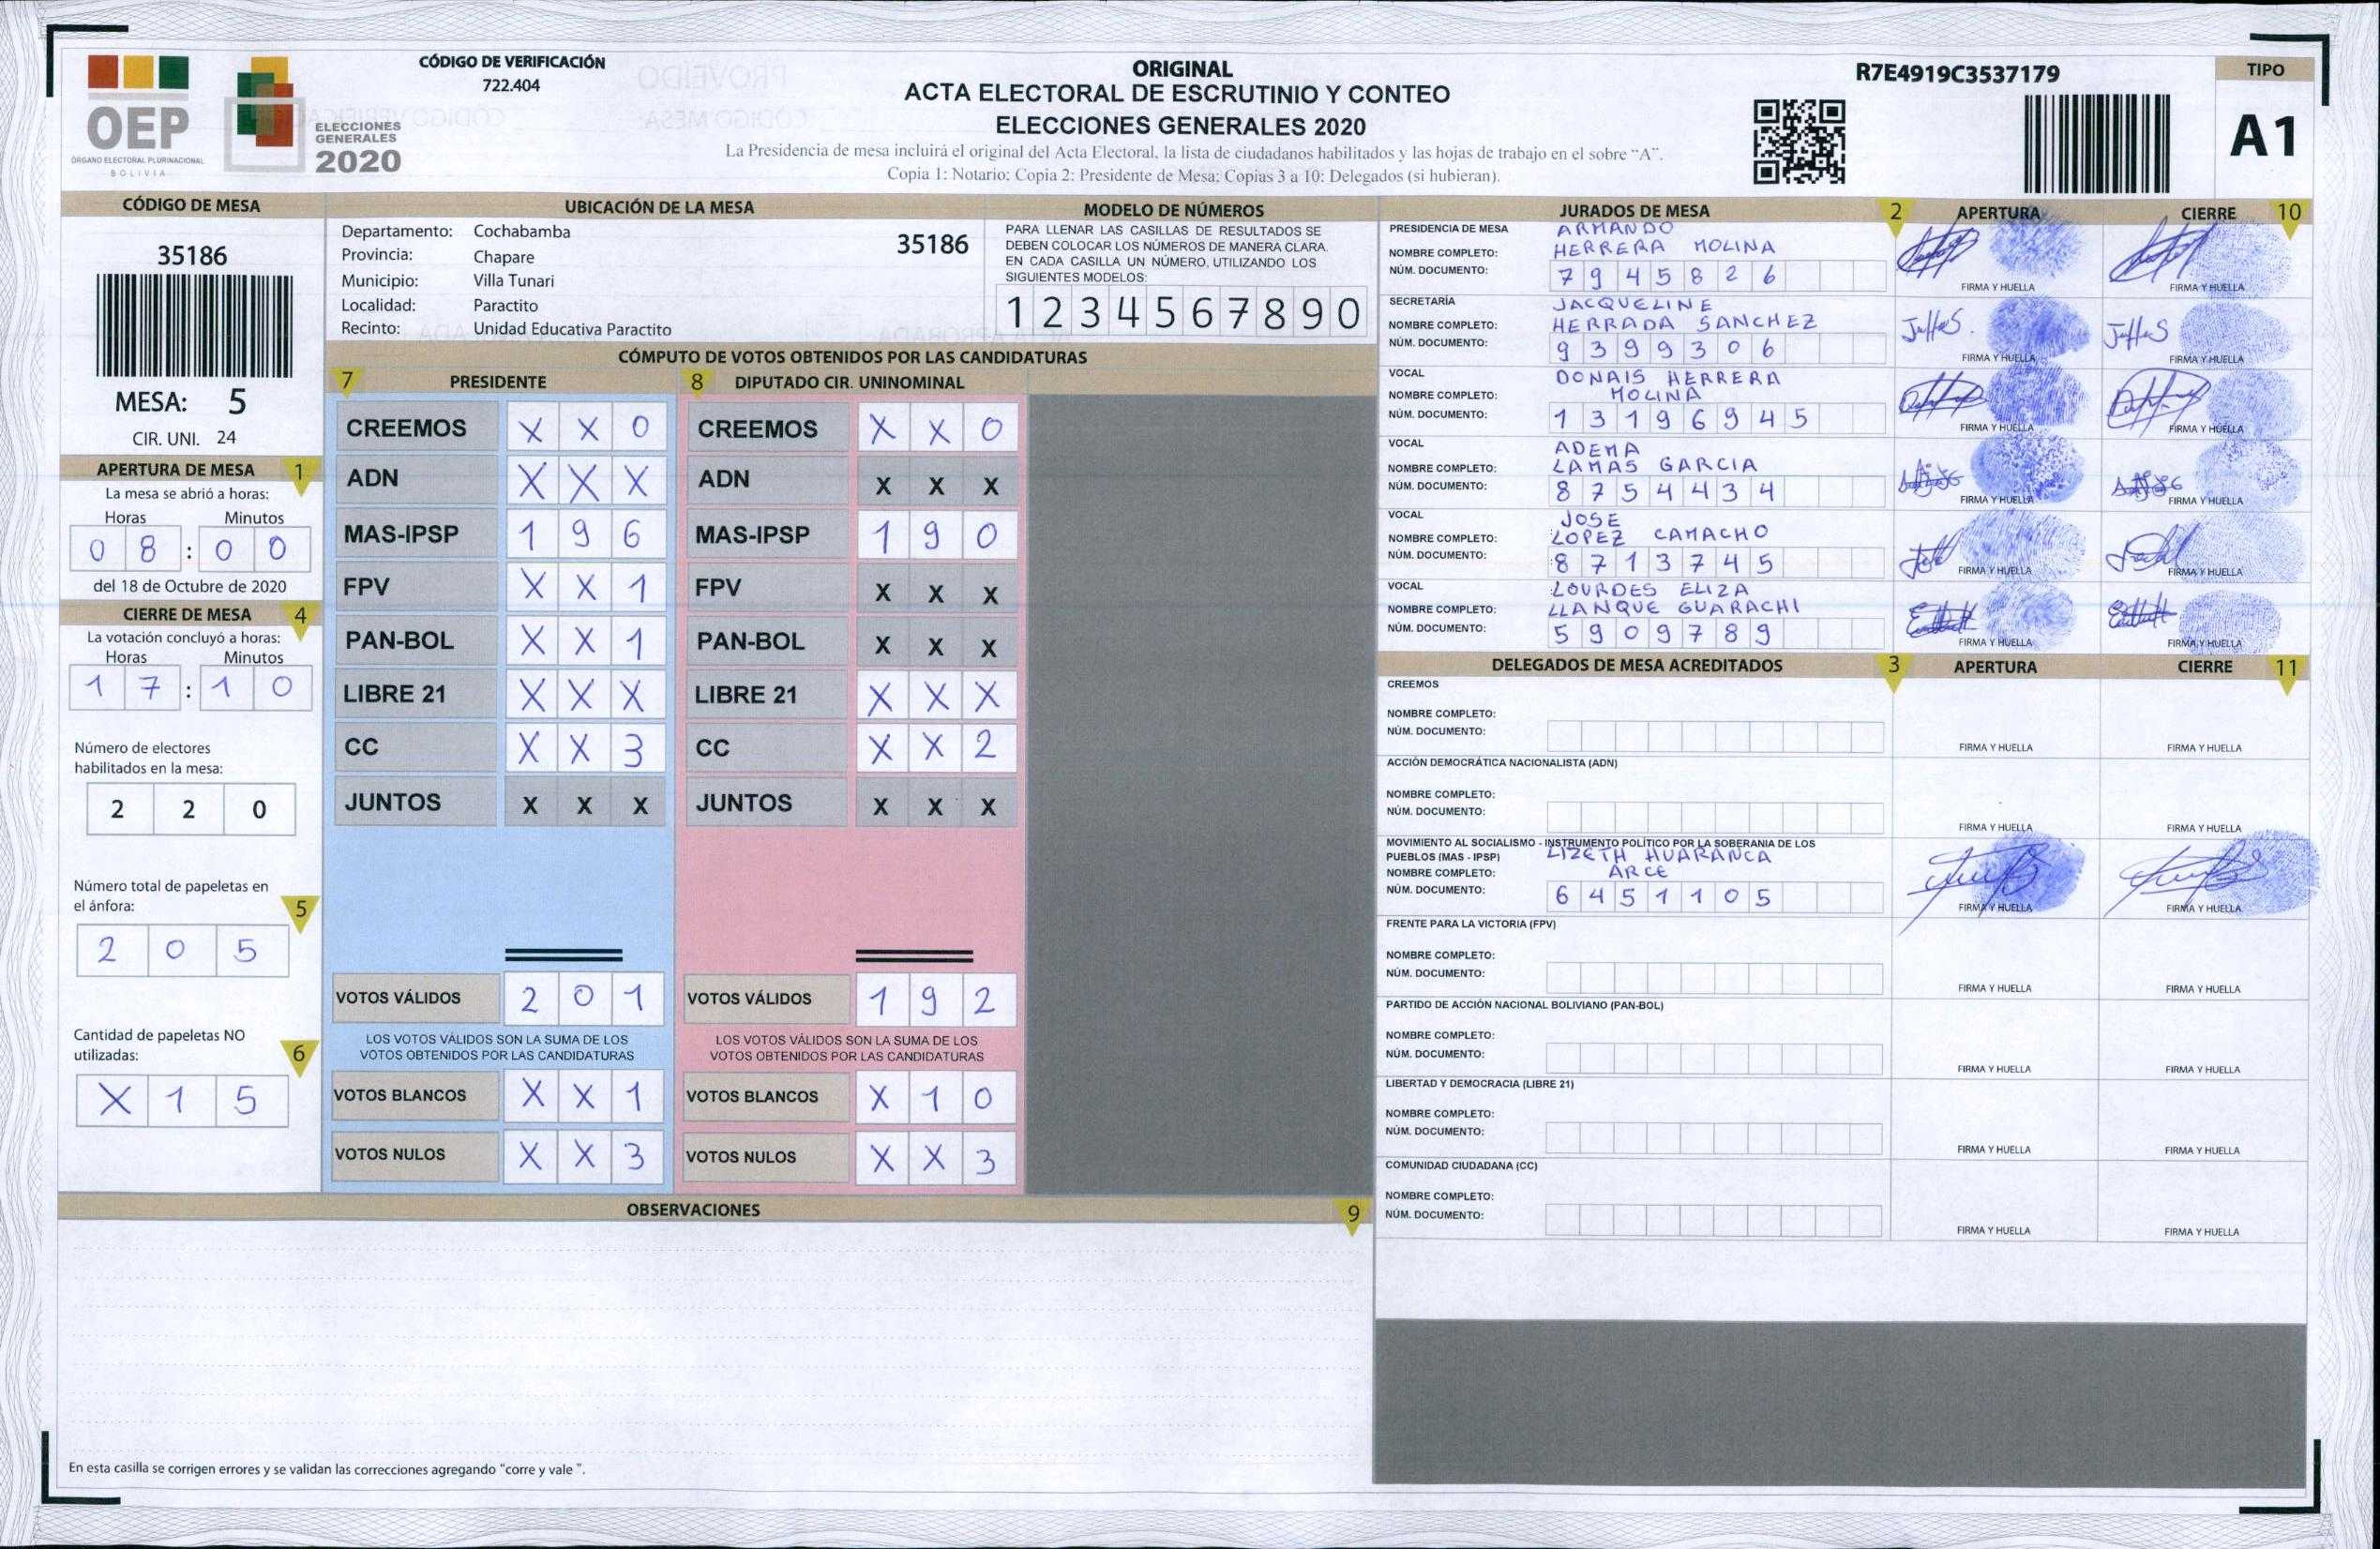 CÓDIGO DE VERIFICACIÓN
722.404
OEP
ÓRGANO ELECTORAL PLURINACIONAL
BOLIVIA
ELECCIONES
GENERALES
2020
ORIGINAL
ACTA ELECTORAL DE ESCRUTINIO Y CONTEO
ELECCIONES GENERALES 2020
La Presidencia de mesa incluirá el original del Acta Electoral, la lista de ciudadanos habilitados y las hojas de trabajo en el sobre "A".
Copia 1: Notario; Copia 2: Presidente de Mesa; Copias 3 a 10: Delegados (si hubieran).
R7E4919C3537179
TIPO
A1
CÓDIGO DE MESA
35186
MESA: 5
CIR. UNI. 24
APERTURA DE MESA 1
La mesa se abrió a horas:
Horas Minutos
0 8 : 0 0
del 18 de Octubre de 2020
CIERRE DE MESA 4
La votación concluyó a horas:
Horas Minutos
1 7 : 1 0
Número de electores
habilitados en la mesa:
2 2 0
Número total de papeletas en
el ánfora: 5
2 0 5
Cantidad de papeletas NO
utilizadas: 6
X 1 5
UBICACIÓN DE LA MESA
Departamento: Cochabamba
35186
Provincia: Chapare
Municipio: Villa Tunari
Localidad: Paractito
Recinto: Unidad Educativa Paractito
MODELO DE NÚMEROS
PARA LLENAR LAS CASILLAS DE RESULTADOS SE
DEBEN COLOCAR LOS NÚMEROS DE MANERA CLARA.
EN CADA CASILLA UN NÚMERO, UTILIZANDO LOS
SIGUIENTES MODELOS:
1 2 3 4 5 6 7 8 9 0
CÓMPUTO DE VOTOS OBTENIDOS POR LAS CANDIDATURAS
7 PRESIDENTE
CREEMOS X X 0
ADN X X X
MAS-IPSP 1 9 6
FPV X X 1
PAN-BOL X X 1
LIBRE 21 X X X
CC X X 3
JUNTOS X X X
VOTOS VÁLIDOS 2 0 1
LOS VOTOS VÁLIDOS SON LA SUMA DE LOS
VOTOS OBTENIDOS POR LAS CANDIDATURAS
VOTOS BLANCOS X X 1
VOTOS NULOS X X 3
8 DIPUTADO CIR. UNINOMINAL
CREEMOS X X 0
ADN X X X
MAS-IPSP 1 9 0
FPV X X X
PAN-BOL X X X
LIBRE 21 X X X
CC X X 2
JUNTOS X X X
VOTOS VÁLIDOS 1 9 2
LOS VOTOS VÁLIDOS SON LA SUMA DE LOS
VOTOS OBTENIDOS POR LAS CANDIDATURAS
VOTOS BLANCOS X 1 0
VOTOS NULOS X X 3
OBSERVACIONES 9
En esta casilla se corrigen errores y se validan las correcciones agregando "corre y vale ".
JURADOS DE MESA 2 APERTURA CIERRE 10
PRESIDENCIA DE MESA ARMANDO
NOMBRE COMPLETO: HERRERA MOLINA
NÚM. DOCUMENTO: 7 9 4 5 8 2 6
FIRMA Y HUELLA FIRMA Y HUELLA
SECRETARÍA JACQUELINE
NOMBRE COMPLETO: HERRADA SANCHEZ
NÚM. DOCUMENTO: 9 3 9 9 3 0 6
FIRMA Y HUELLA FIRMA Y HUELLA
VOCAL DONAIS HERRERA
NOMBRE COMPLETO: MOLINA
NÚM. DOCUMENTO: 1 3 1 9 6 9 4 5
FIRMA Y HUELLA FIRMA Y HUELLA
VOCAL ADEMA
NOMBRE COMPLETO: LAMAS GARCIA
NÚM. DOCUMENTO: 8 7 5 4 4 3 4
FIRMA Y HUELLA FIRMA Y HUELLA
VOCAL JOSE
NOMBRE COMPLETO: LOPEZ CAMACHO
NÚM. DOCUMENTO: 8 7 1 3 7 4 5
FIRMA Y HUELLA FIRMA Y HUELLA
VOCAL LOURDES ELIZA
NOMBRE COMPLETO: LLANQUE GUARACHI
NÚM. DOCUMENTO: 5 9 0 9 7 8 9
FIRMA Y HUELLA FIRMA Y HUELLA
DELEGADOS DE MESA ACREDITADOS 3 APERTURA CIERRE 11
CREEMOS
NOMBRE COMPLETO:
NÚM. DOCUMENTO:
FIRMA Y HUELLA FIRMA Y HUELLA
ACCIÓN DEMOCRÁTICA NACIONALISTA (ADN)
NOMBRE COMPLETO:
NÚM. DOCUMENTO:
FIRMA Y HUELLA FIRMA Y HUELLA
MOVIMIENTO AL SOCIALISMO - INSTRUMENTO POLÍTICO POR LA SOBERANIA DE LOS
PUEBLOS (MAS - IPSP) LIZETH HUARANCA
NOMBRE COMPLETO: ARCE
NÚM. DOCUMENTO: 6 4 5 1 1 0 5
FIRMA Y HUELLA FIRMA Y HUELLA
FRENTE PARA LA VICTORIA (FPV)
NOMBRE COMPLETO:
NÚM. DOCUMENTO:
FIRMA Y HUELLA FIRMA Y HUELLA
PARTIDO DE ACCIÓN NACIONAL BOLIVIANO (PAN-BOL)
NOMBRE COMPLETO:
NÚM. DOCUMENTO:
FIRMA Y HUELLA FIRMA Y HUELLA
LIBERTAD Y DEMOCRACIA (LIBRE 21)
NOMBRE COMPLETO:
NÚM. DOCUMENTO:
FIRMA Y HUELLA FIRMA Y HUELLA
COMUNIDAD CIUDADANA (CC)
NOMBRE COMPLETO:
NÚM. DOCUMENTO:
FIRMA Y HUELLA FIRMA Y HUELLA